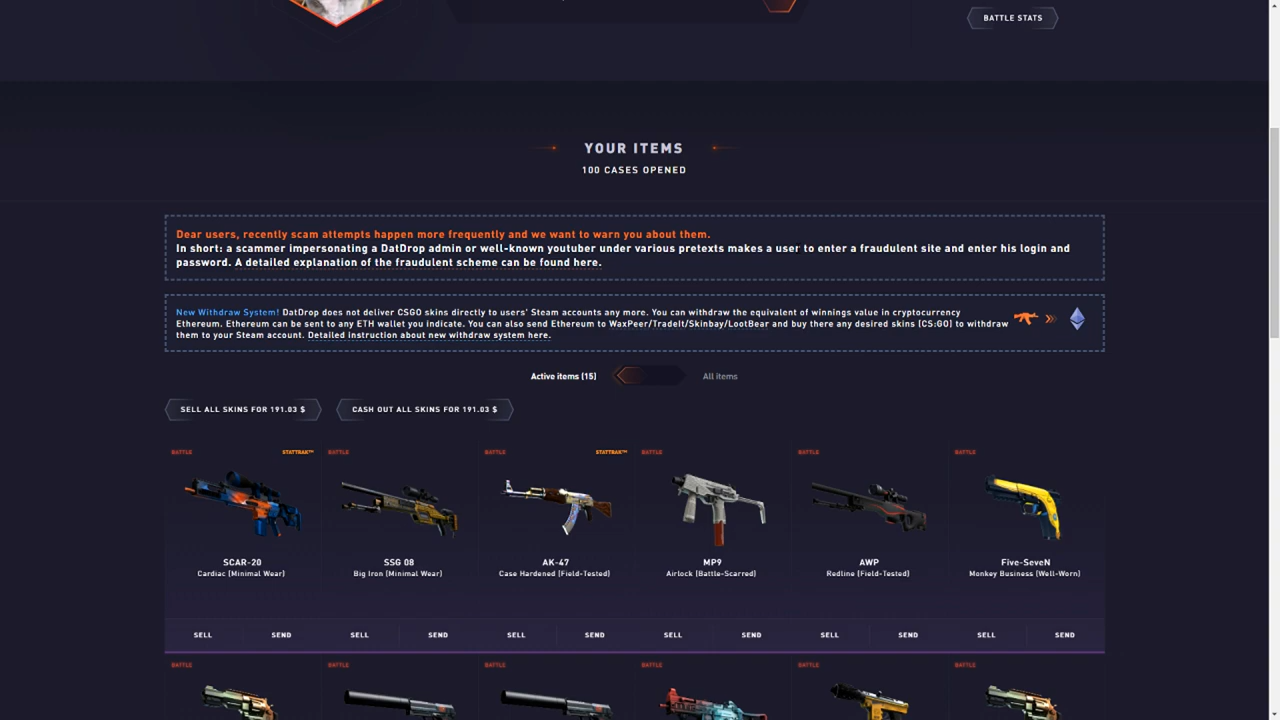 BATTLE STATS
YOUR ITEMS
100 CASES OPENED
Dear users, recently scam attempts happen more frequently and we want to warn you about them.
In short: a scammer impersonating a DatDrop admin or well-known youtuber under various pretexts makes a user to enter a fraudulent site and enter his login and
password. A detailed explanation of the fraudulent scheme can be found here.
New Withdraw System! DatDrop does not deliver CSGO skins directly to users' Steam accounts any more. You can withdraw the equivalent of winnings value in cryptocurrency
Ethereum. Ethereum can be sent to any ETH wallet you indicate. You can also send Ethereum to WaxPeer/TradeIt/Skinbay/LootBear and buy there any desired skins (CS:GO) to withdraw
them to your Steam account. Detailed instruction about new withdraw system here.
Active items (15) All items
SELL ALL SKINS FOR 191.03 $ CASH OUT ALL SKINS FOR 191.03 $
BATTLE STATTRAK™ BATTLE BATTLE STATTRAK™ BATTLE BATTLE BATTLE
SCAR-20 SSG 08 AK-47 MP9 AWP Five-SeveN
Cardiac (Minimal Wear) Big Iron (Minimal Wear) Case Hardened (Field-Tested) Airlock (Battle-Scarred) Redline (Field-Tested) Monkey Business (Well-Worn)
SELL SEND SELL SEND SELL SEND SELL SEND SELL SEND SELL SEND
BATTLE BATTLE BATTLE BATTLE BATTLE BATTLE